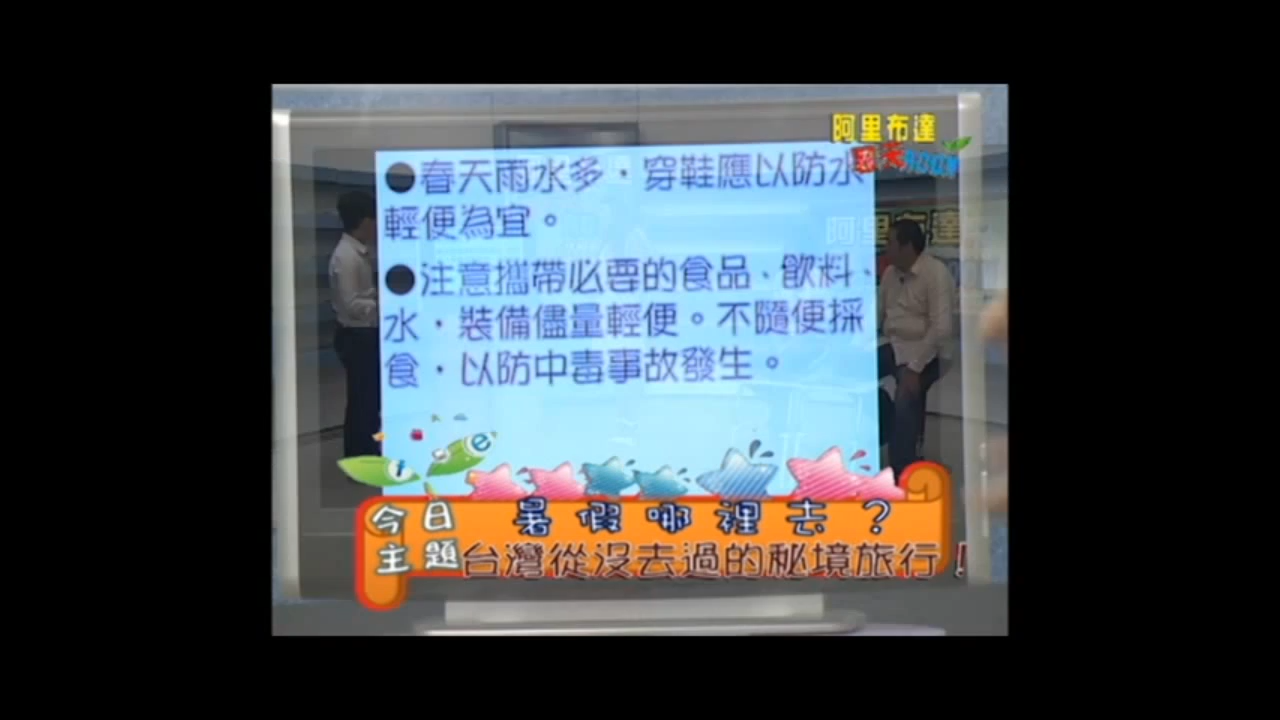 阿里布達
●春天雨水多，穿鞋應以防水
輕便為宜。
●注意攜帶必要的食品、飲料、
水，裝備儘量輕便。不隨便採
食，以防中毒事故發生。
今日
主題
暑假哪裡去？
台灣從沒去過的秘境旅行！